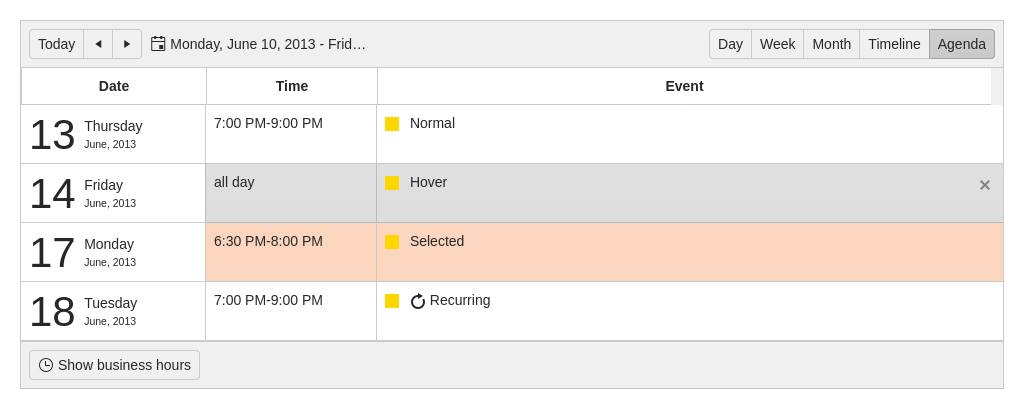 Today Monday, June 10, 2013 - Frid… Day Week Month Timeline Agenda
Date Time Event
13 Thursday 7:00 PM-9:00 PM Normal
June, 2013
14 Friday all day Hover
June, 2013
17 Monday 6:30 PM-8:00 PM Selected
June, 2013
18 Tuesday 7:00 PM-9:00 PM Recurring
June, 2013
Show business hours